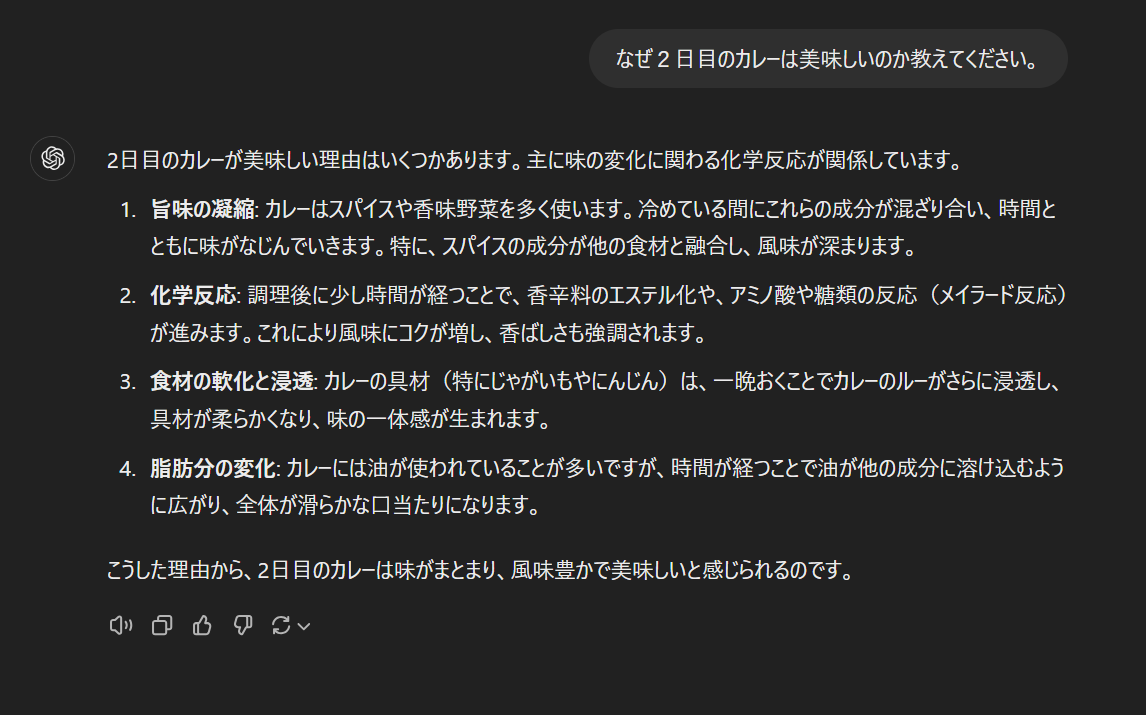 なぜ２日目のカレーは美味しいのか教えてください。
2日目のカレーが美味しい理由はいくつかあります。主に味の変化に関わる化学反応が関係しています。
1. 旨味の凝縮: カレーはスパイスや香味野菜を多く使います。冷めている間にこれらの成分が混ざり合い、時間と
ともに味がなじんでいきます。特に、スパイスの成分が他の食材と融合し、風味が深まります。
2. 化学反応: 調理後に少し時間が経つことで、香辛料のエステル化や、アミノ酸や糖類の反応（メイラード反応）
が進みます。これにより風味にコクが増し、香ばしさも強調されます。
3. 食材の軟化と浸透: カレーの具材（特にじゃがいもやにんじん）は、一晩おくことでカレーのルーがさらに浸透し、
具材が柔らかくなり、味の一体感が生まれます。
4. 脂肪分の変化: カレーには油が使われていることが多いですが、時間が経つことで油が他の成分に溶け込むよう
に広がり、全体が滑らかな口当たりになります。
こうした理由から、2日目のカレーは味がまとまり、風味豊かで美味しいと感じられるのです。